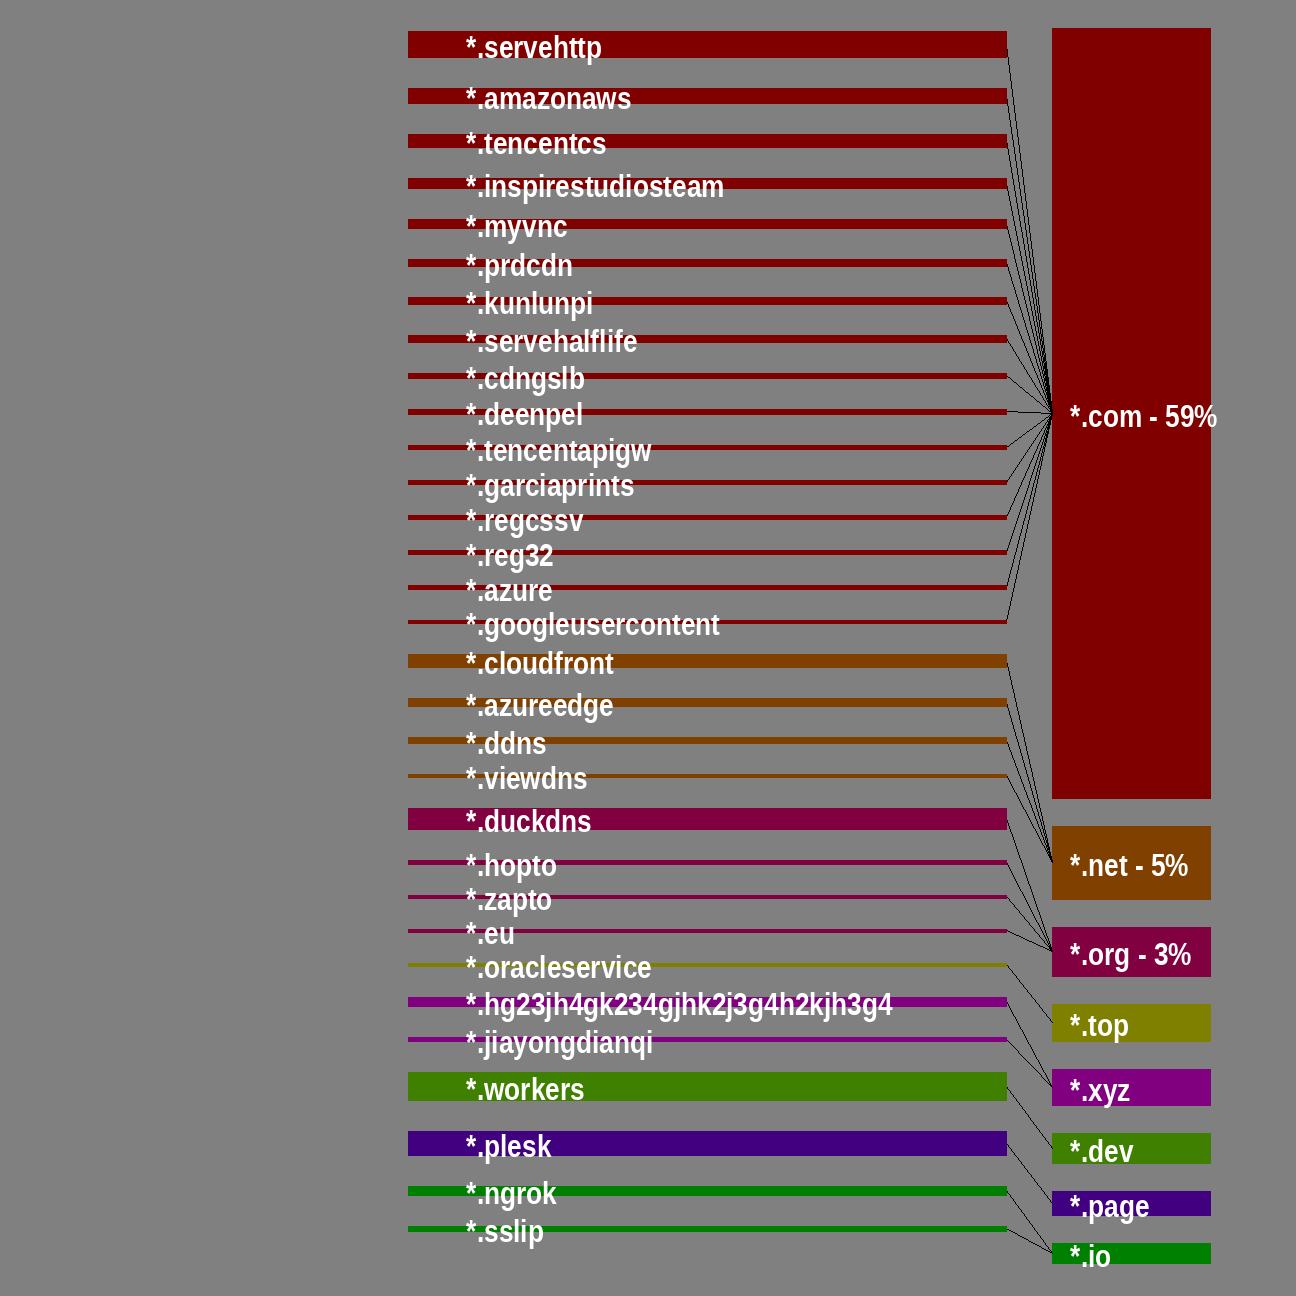 *.servehttp
*.amazonaws
*.tencentcs
*.inspirestudiosteam
*.myvnc
*.prdcdn
*.kunlunpi
*.servehalflife
*.cdngslb
*.deenpel
*.com - 59%
*.tencentapigw
*.garciaprints
*.regcssv
*.reg32
*.azure
*.googleusercontent
*.cloudfront
*.azureedge
*.ddns
*.viewdns
*.duckdns
*.hopto
*.net - 5%
*.zapto
*.eu
*.org - 3%
*.oracleservice
*.hg23jh4gk234gjhk2j3g4h2kjh3g4
*.top
*.jiayongdianqi
*.workers
*.xyz
*.plesk
*.dev
*.ngrok
*.page
*.sslip
*.io